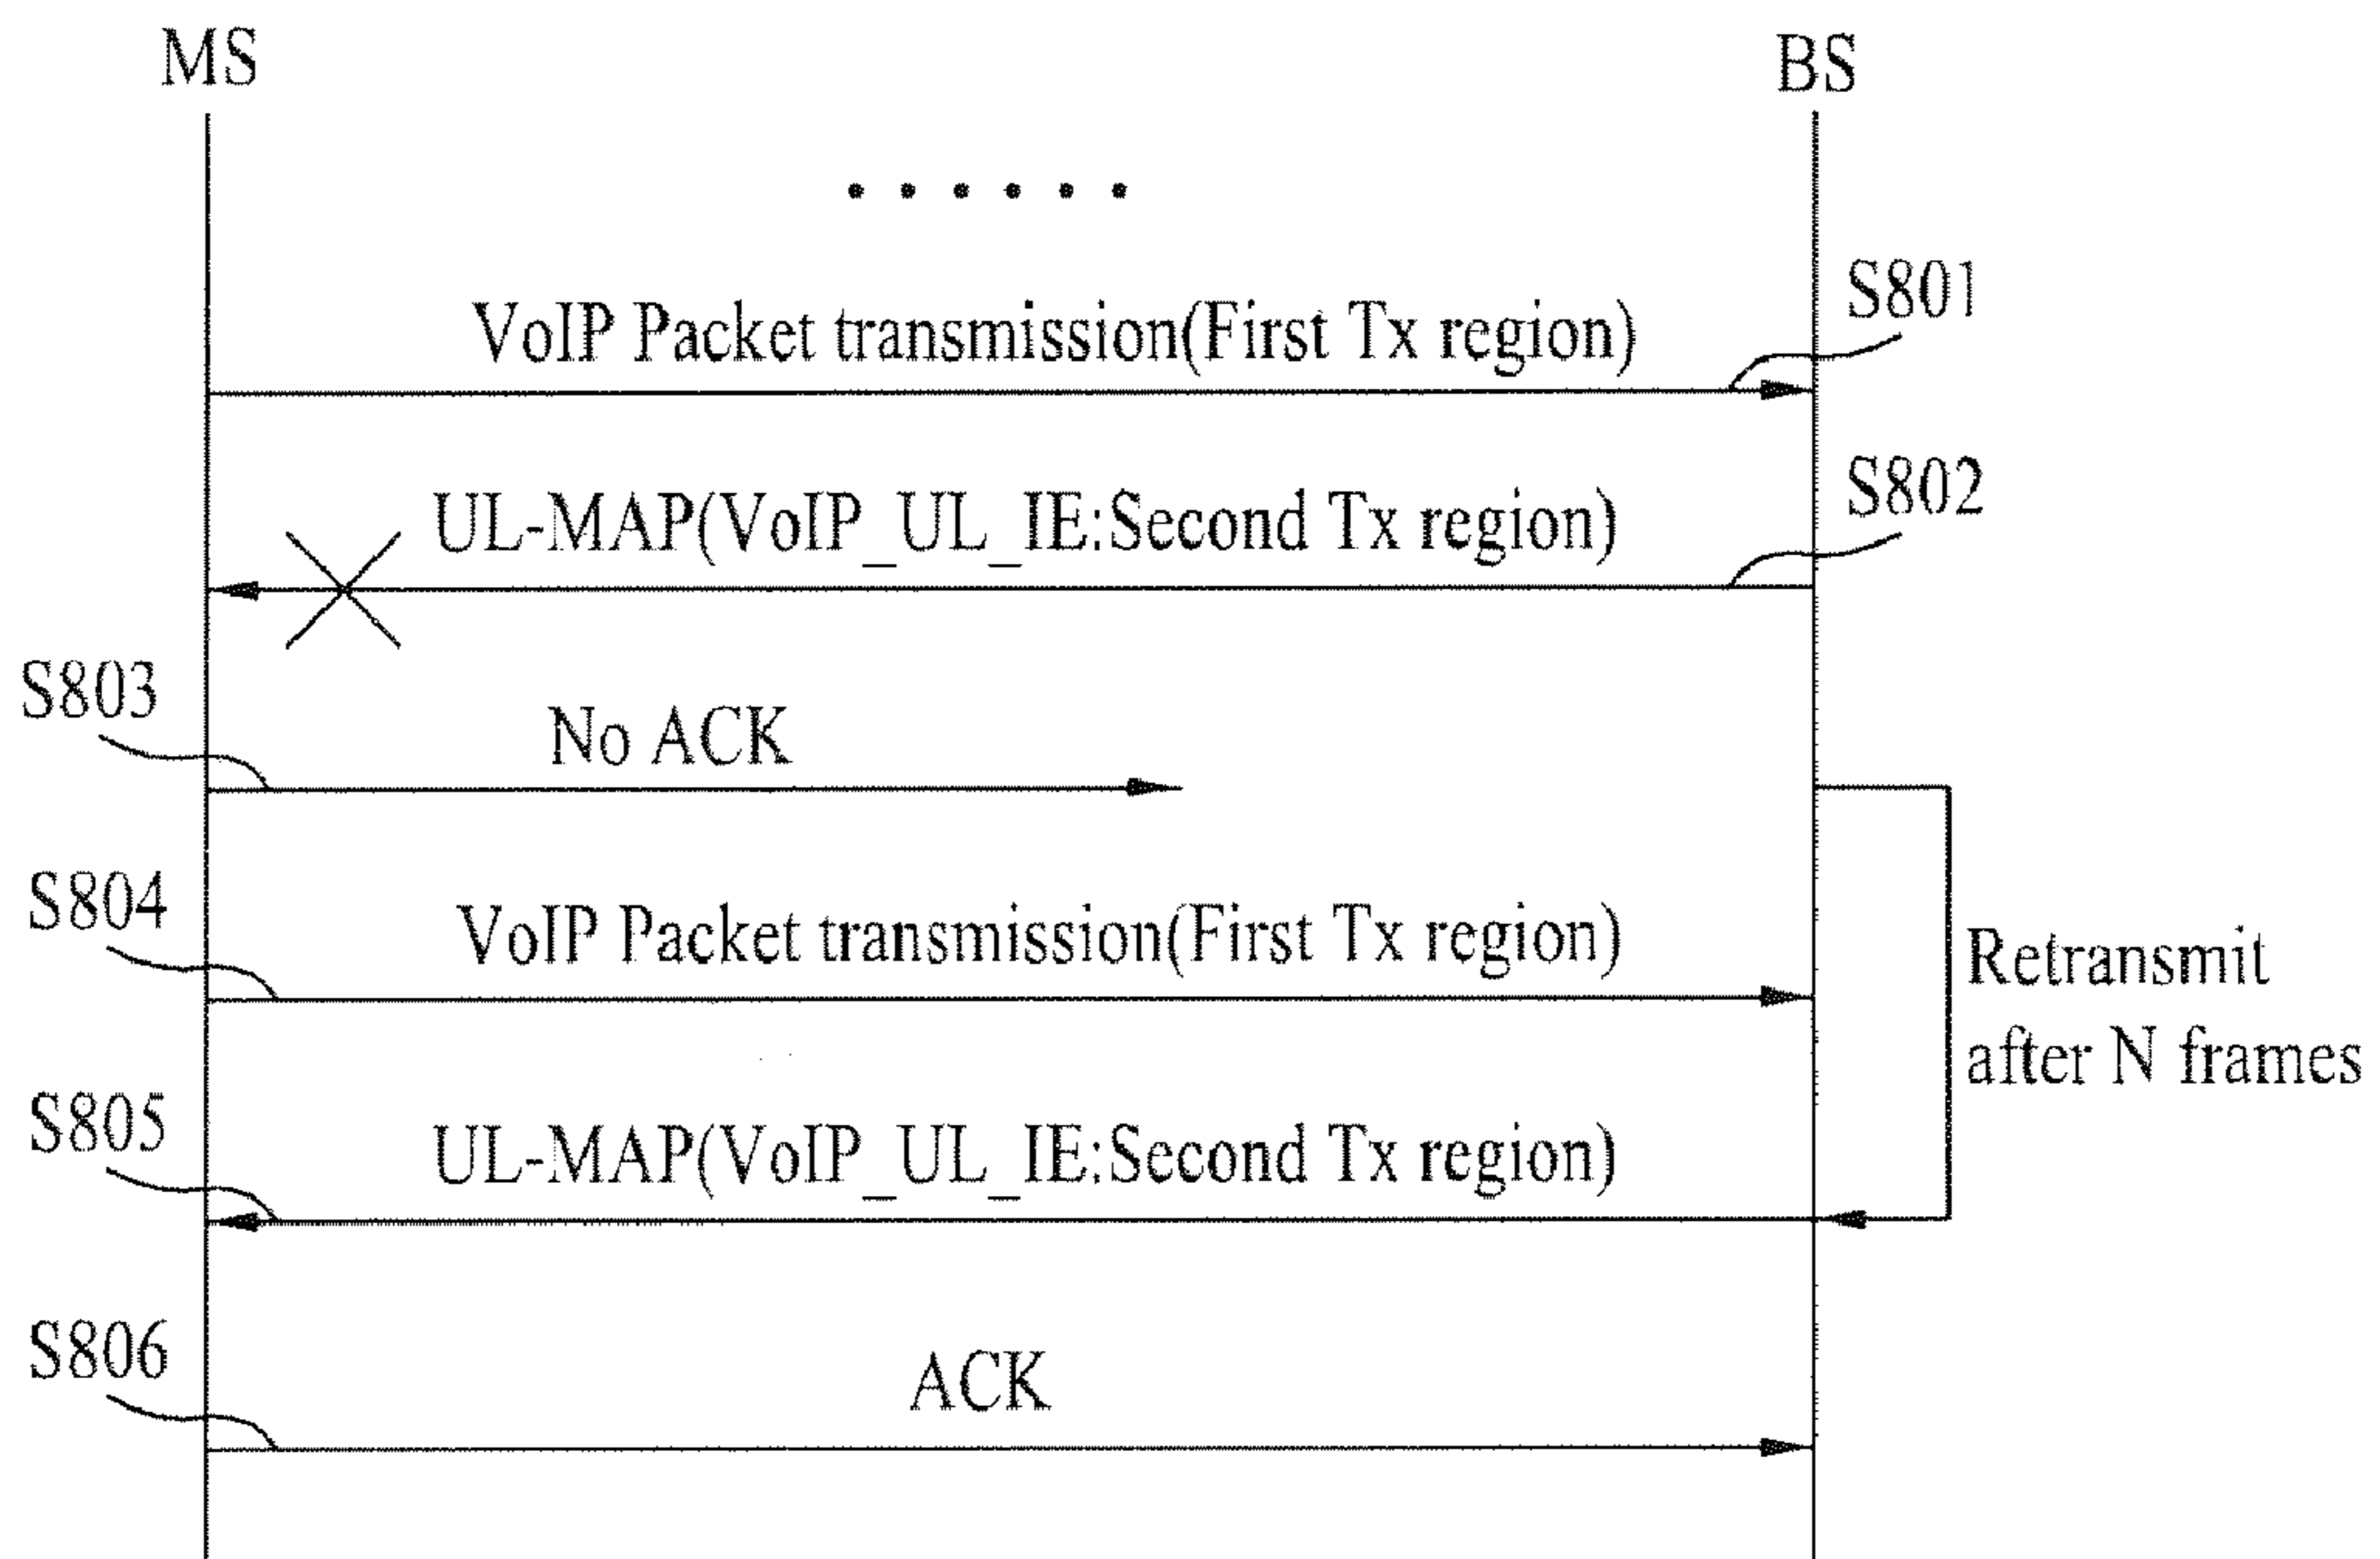 MS
BS
S801
VoIP Packet transmission(First Tx region)
S802
UL-MAP(VoIP_UL_IE:Second Tx region)
S803
No ACK
S804
VoIP Packet transmission(First Tx region)
Retransmit
after N frames
S805
UL-MAP(VoIP_UL_IE:Second Tx region)
S806
ACK